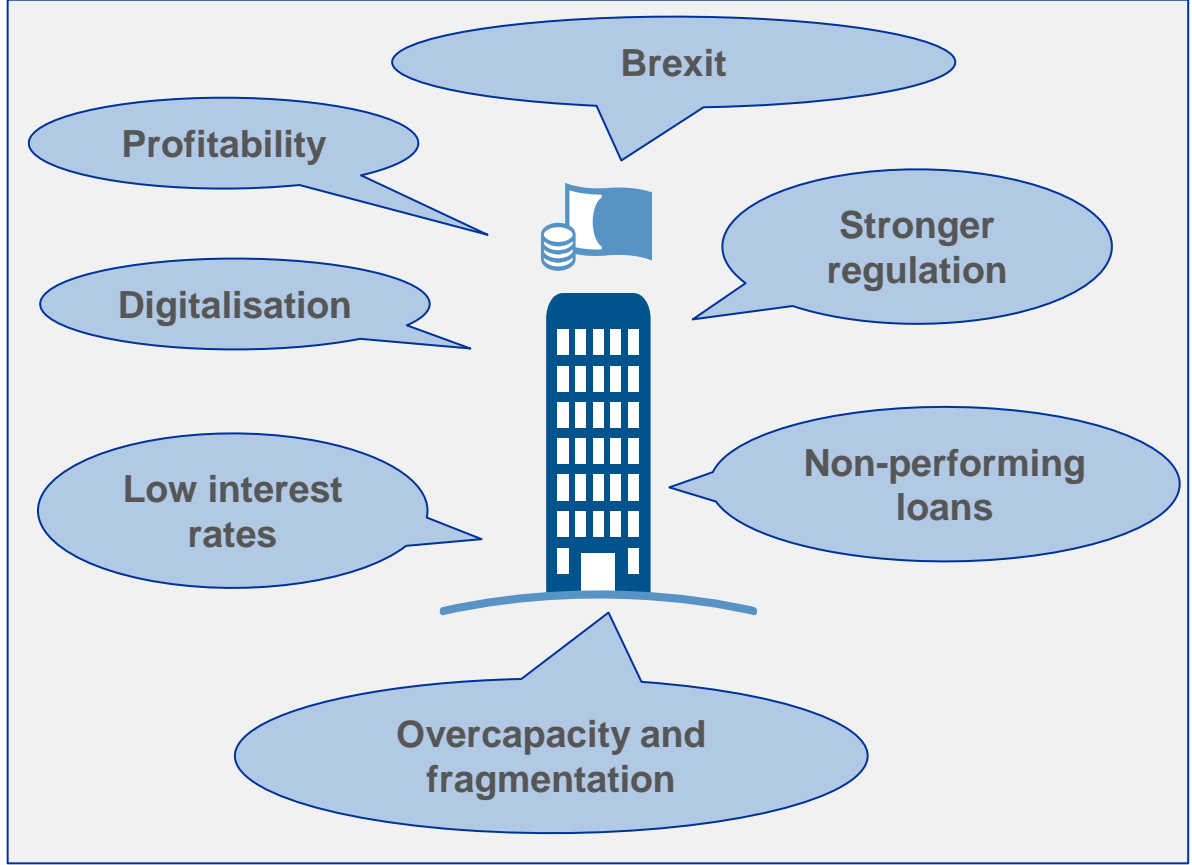 Brexit
Profitability
Stronger
regulation
Digitalisation
Non-performing
loans
Low interest
rates
Overcapacity and
fragmentation